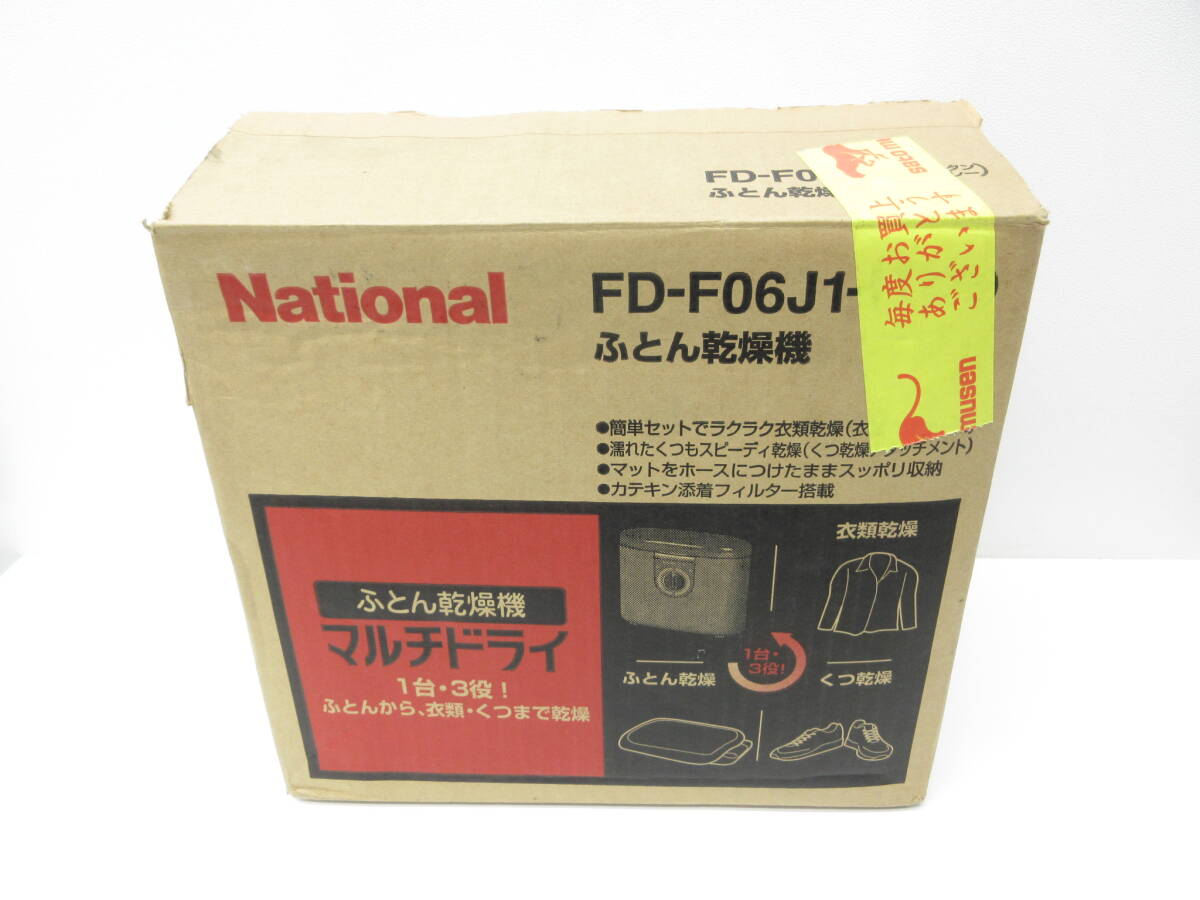 FD-F0
ふとん乾燥
National
FD-F06J1-
ふとん乾燥機
●簡単セットでラクラク衣類乾燥(衣
●濡れたくつもスピーディ乾燥(くつ乾燥アタッチメント)
●マットをホースにつけたままスッポリ収納
●カテキン添着フィルター搭載
sato mu
毎度お買上
ありがとう
ございます
musen
ふとん乾燥機
マルチドライ
1台・3役!
ふとんから、衣類・くつまで乾燥
衣類乾燥
1台・
3役!
ふとん乾燥
くつ乾燥